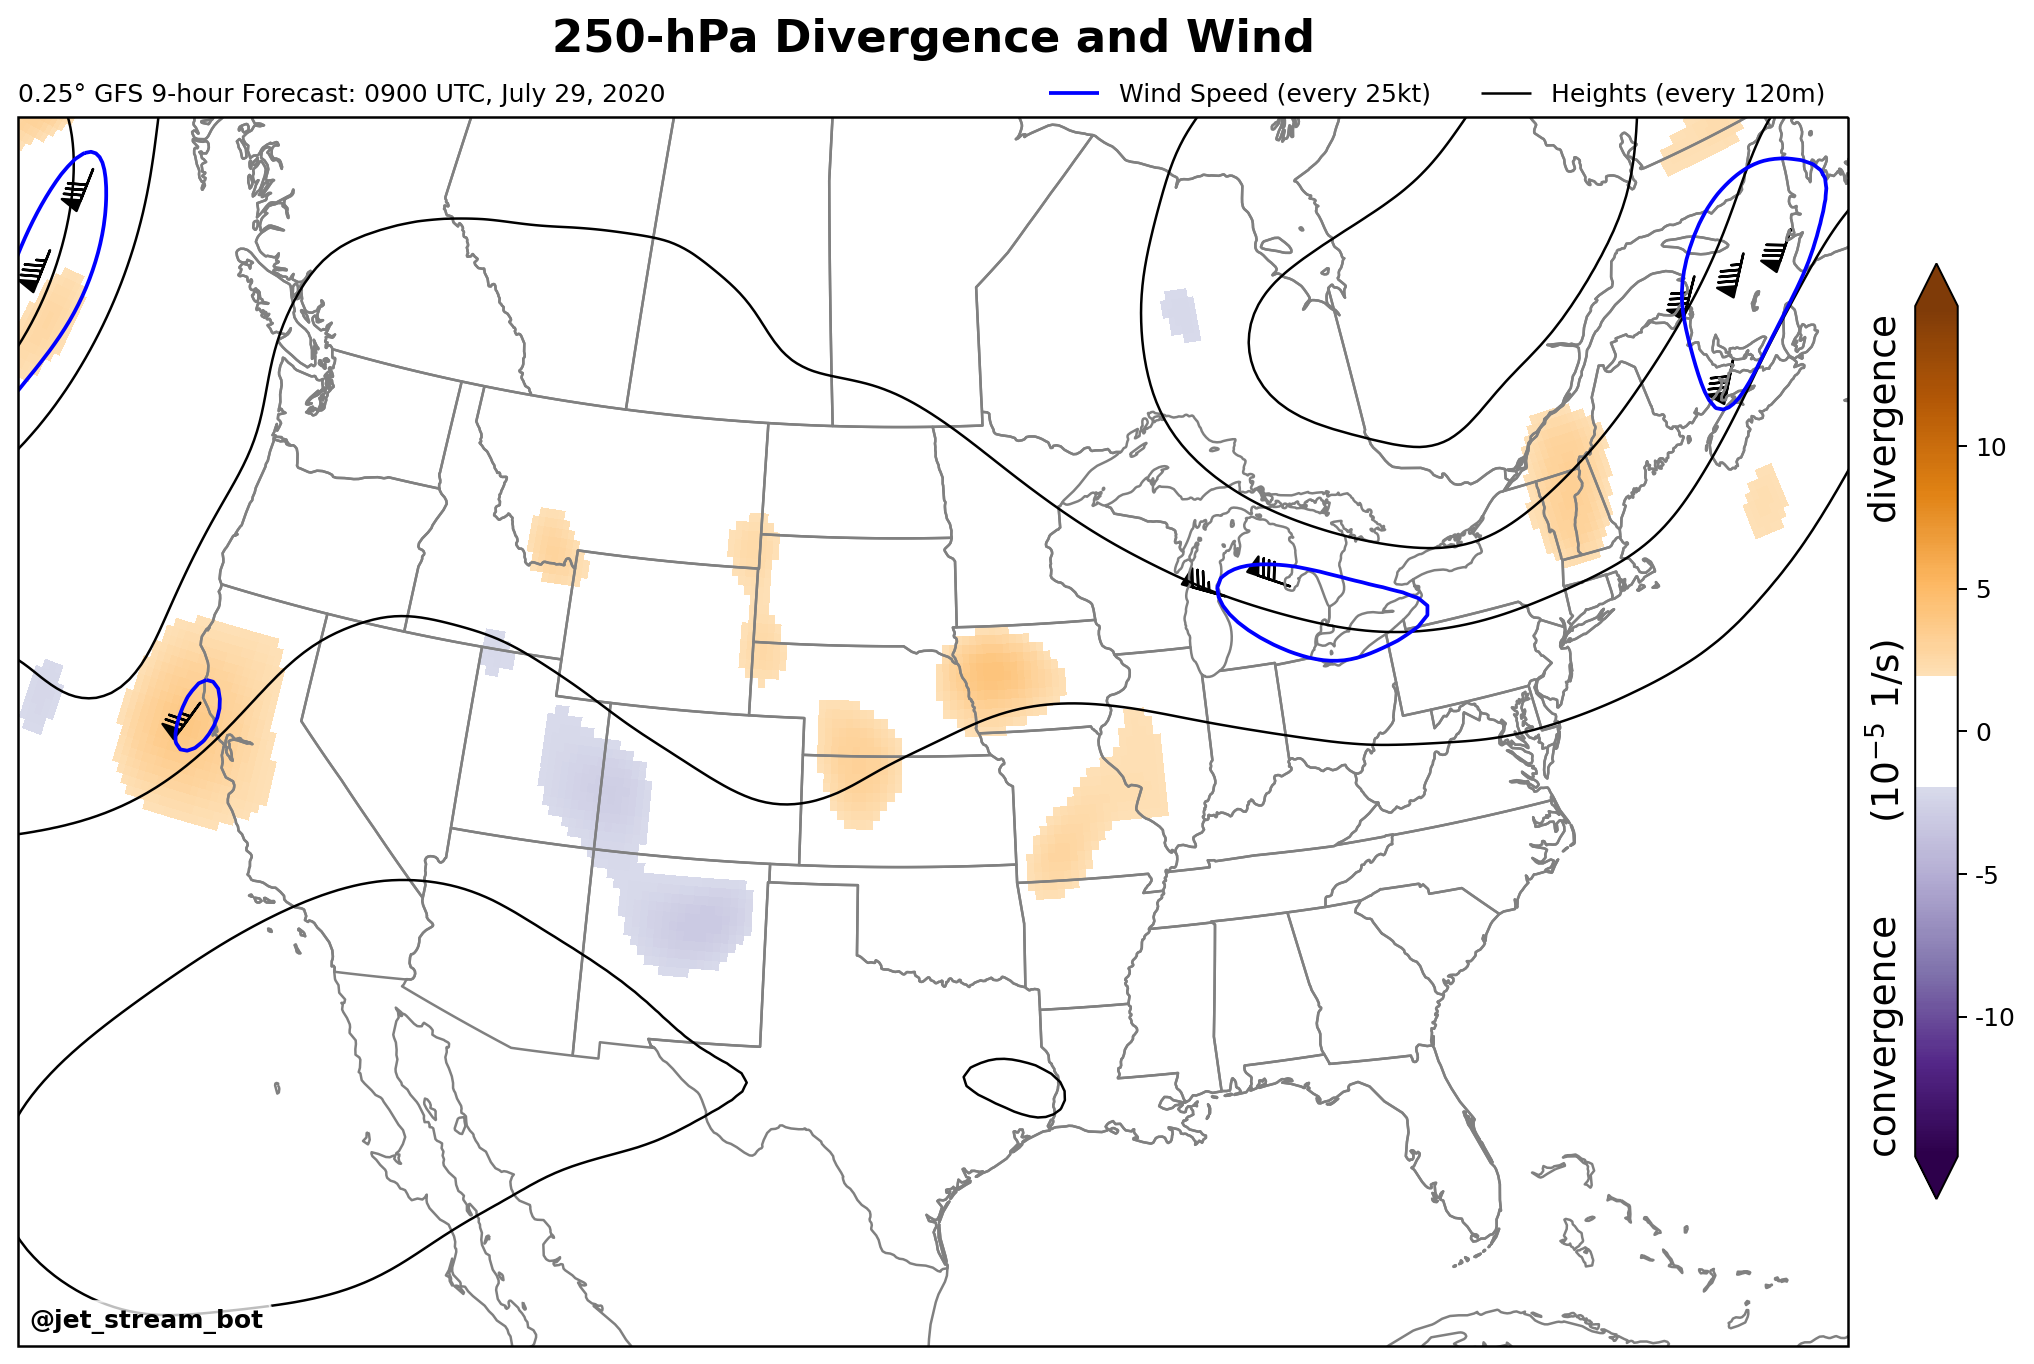 250-hPa Divergence and Wind
0.25° GFS 9-hour Forecast: 0900 UTC, July 29, 2020
Wind Speed (every 25kt)
Heights (every 120m)
divergence
(10⁻⁵ 1/s)
convergence
10
5
0
-5
-10
@jet_stream_bot